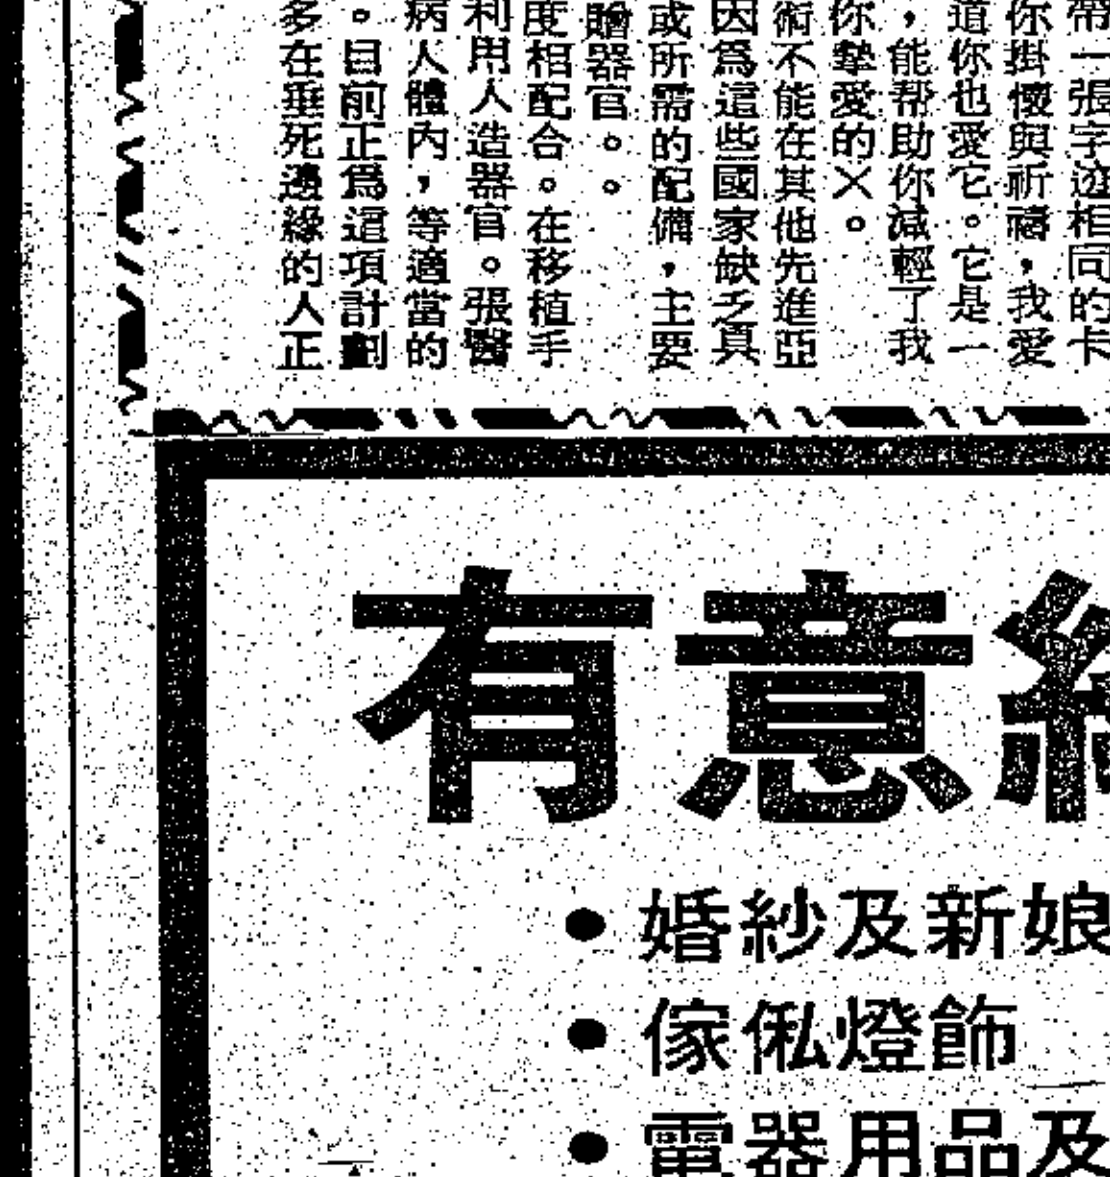 帶一張字迹相同的卡
你掛懷與祈禱，我愛
道你也愛它。它是一
，能帮助你減輕了我
你摯愛的×。
術不能在其他先進亞
因爲這些國家缺乏真
或所需的配備，主要
贈器官。。
度相配合。在移植手
利用人造器官。張醫
病人體內，等適當的
。目前正爲這項計劃
多在垂死邊緣的人正
有意
• 婚紗及新娘
• 傢俬燈飾
• 電器用品及